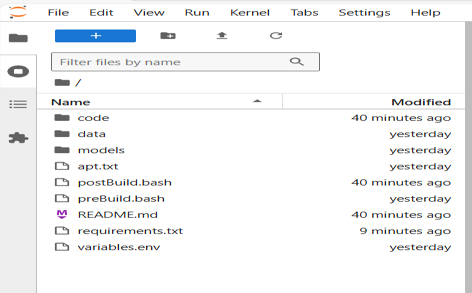 File Edit View Run Kernel Tabs Settings Help
+
Filter files by name
/
Name Modified
code 40 minutes ago
data yesterday
models yesterday
apt.txt yesterday
postBuild.bash 40 minutes ago
preBuild.bash yesterday
README.md 40 minutes ago
requirements.txt 9 minutes ago
variables.env yesterday